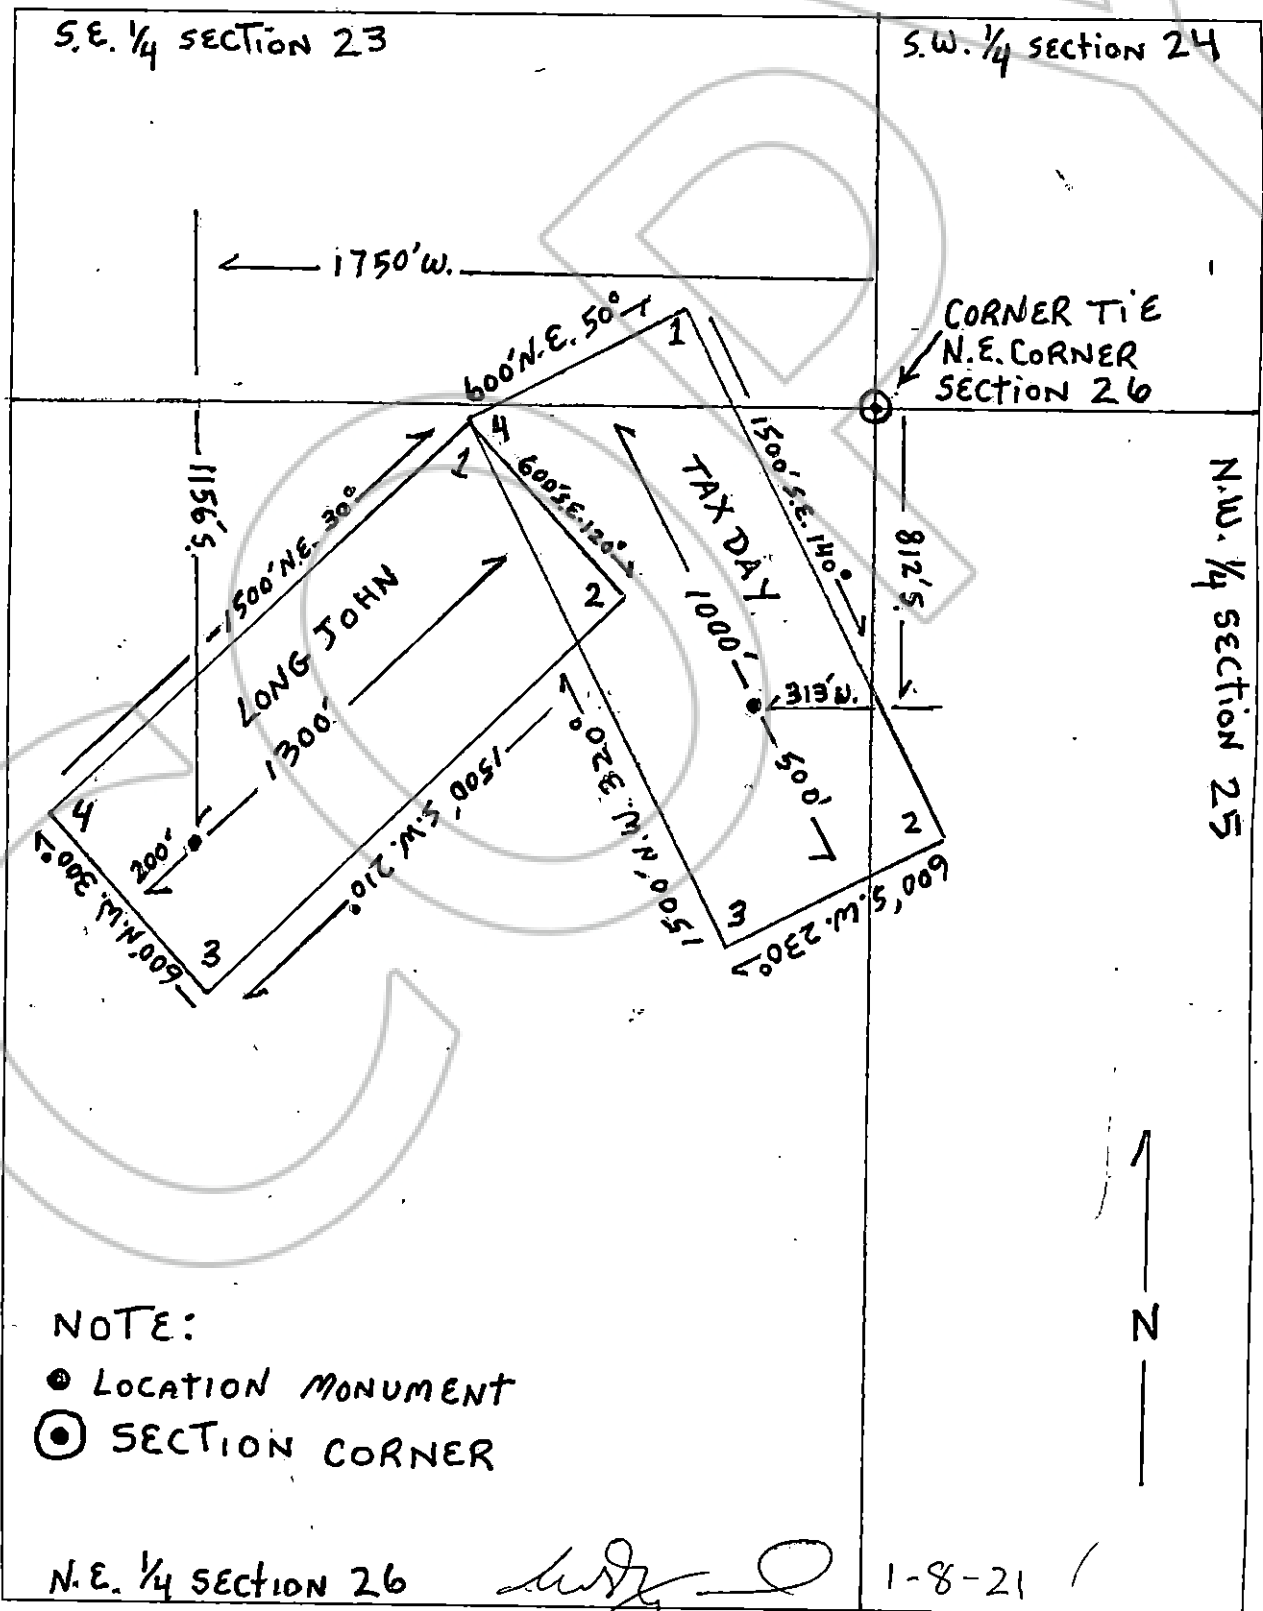 S.E. 1/4 SECTION 23
S.W. 1/4 SECTION 24
1750'W.
CORNER TIE
N.E. CORNER
SECTION 26
600' N.E. 50°
1
4
1
1156'S.
1500' N.E. 30°
600' S.E. 120°
TAX DAY
1500' S.E. 140°
812'S.
N.W. 1/4 SECTION 25
LONG JOHN
2
1000'
313'W.
1300'
1500' S.W. 210°
1500' N.W. 320°
500'
4
200'
2
600' N.W. 300°
3
3
600' S.W. 230°
N
NOTE:
LOCATION MONUMENT
SECTION CORNER
N.E. 1/4 SECTION 26
1-8-21
COPY